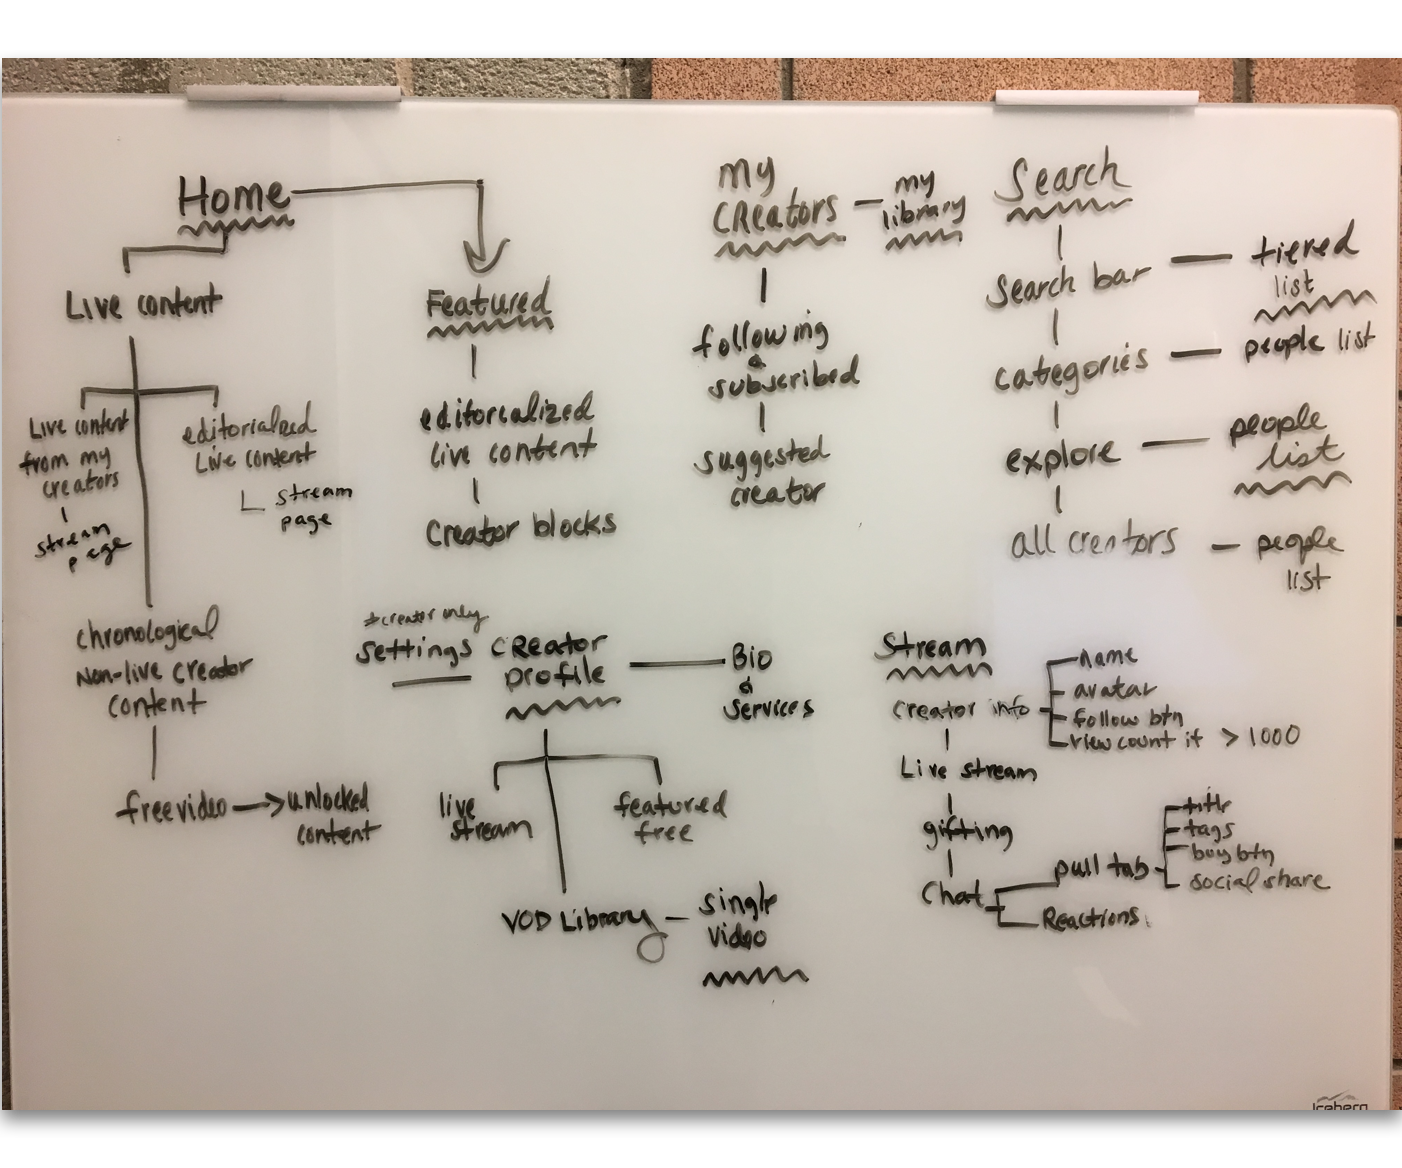 Home
Live content
Live content
from my
creators
stream
page
editorialized
Live content
stream
page
chronological
Non-live creator
content
free video
unlocked
content
Featured
editorialized
live content
Creator blocks
my
creators
my
library
following
&
subscribed
suggested
creator
Search
Search bar
tiered
list
categories
people list
explore
people
list
all creators
people
list
*creator only
settings
Creator
profile
Bio
&
services
live
stream
featured
free
VOD Library
single
video
Stream
creator info
name
avatar
follow btn
view count if > 1000
Live stream
gifting
Chat
pull tab
title
tags
buy btn
social share
Reactions
Iceberg